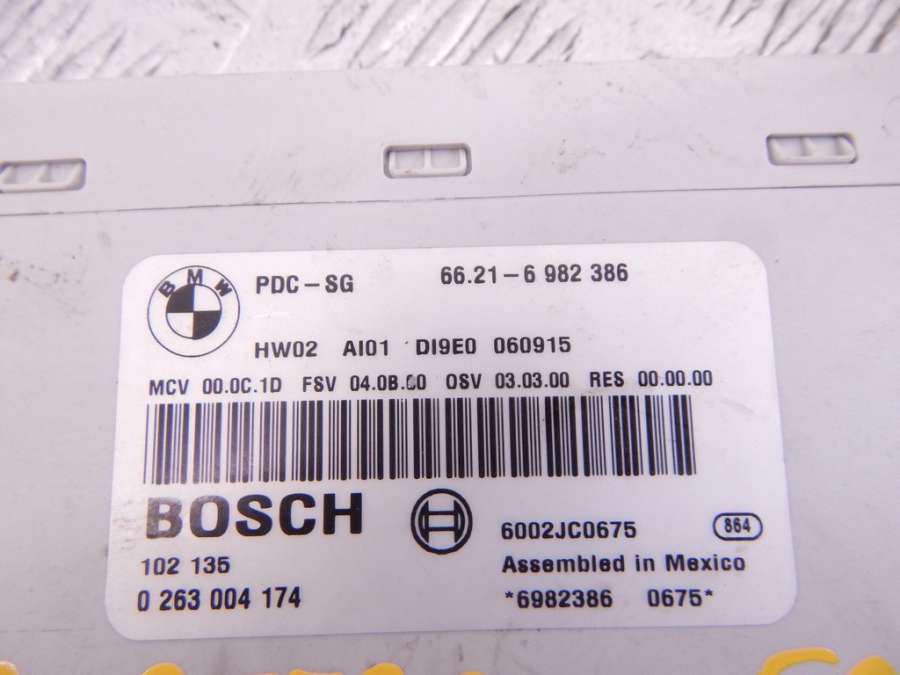 BMW
PDC-SG 66.21-6 982 386
HW02 AI01 DI9E0 060915
MCV 00.0C.1D FSV 04.0B.00 OSV 03.03.00 RES 00.00.00
BOSCH
6002JC0675 864
102 135 Assembled in Mexico
0 263 004 174 *6982386 0675*